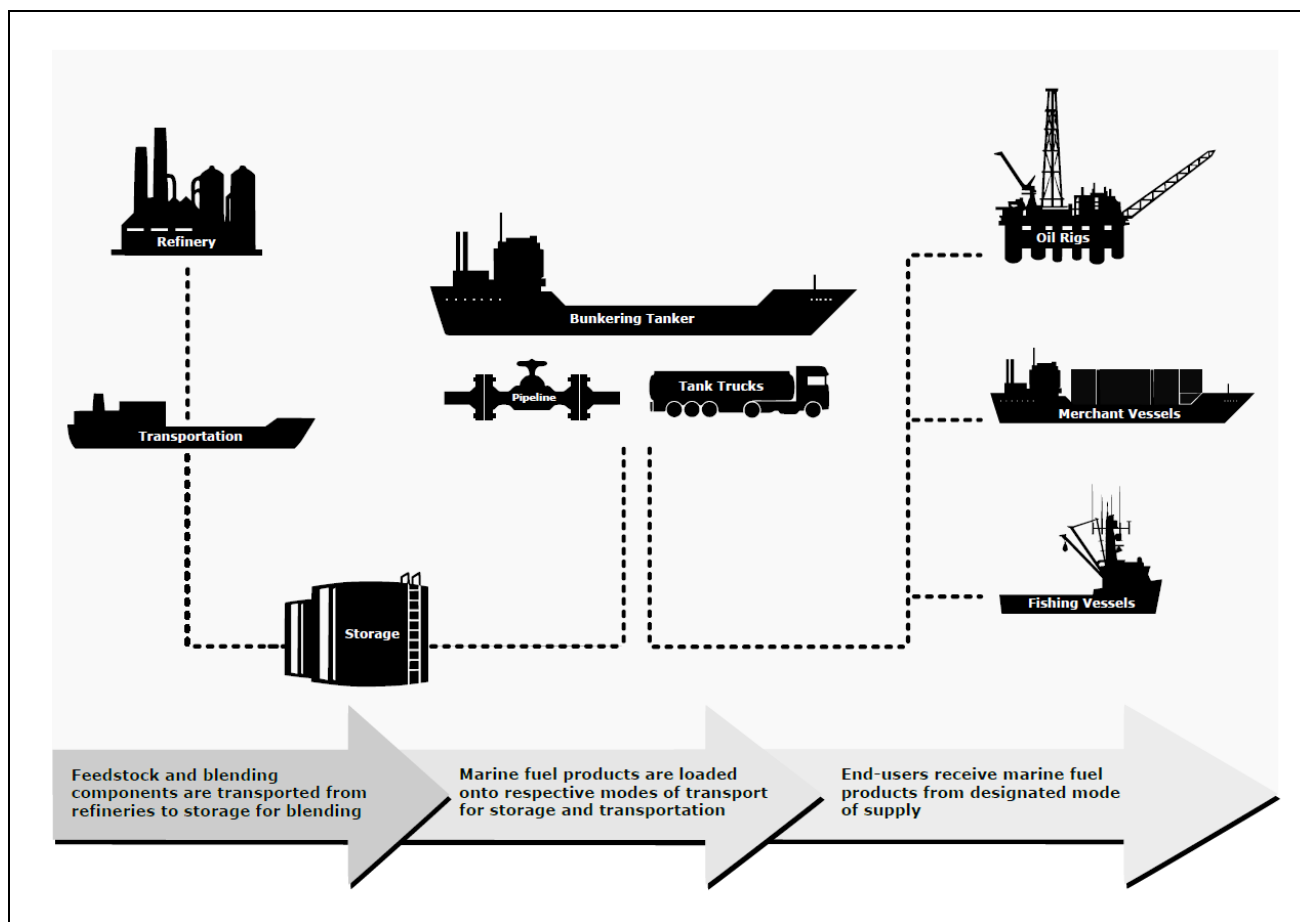 Refinery
Oil Rigs
Bunkering Tanker
Pipeline
Tank Trucks
Transportation
Merchant Vessels
Fishing Vessels
Storage
Feedstock and blending
components are transported from
refineries to storage for blending
Marine fuel products are loaded
onto respective modes of transport
for storage and transportation
End-users receive marine fuel
products from designated mode
of supply